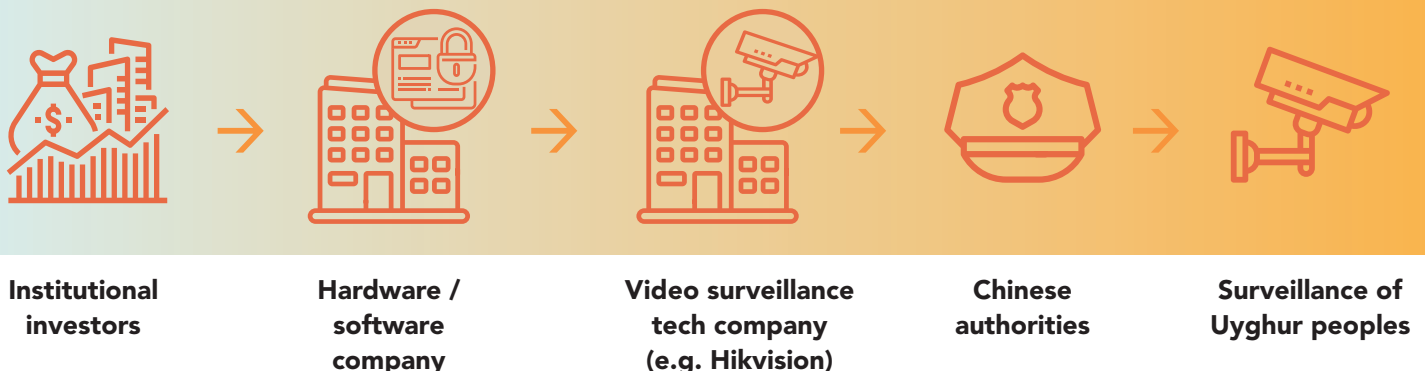 $
Institutional
investors
Hardware /
software
company
Video surveillance
tech company
(e.g. Hikvision)
Chinese
authorities
Surveillance of
Uyghur peoples